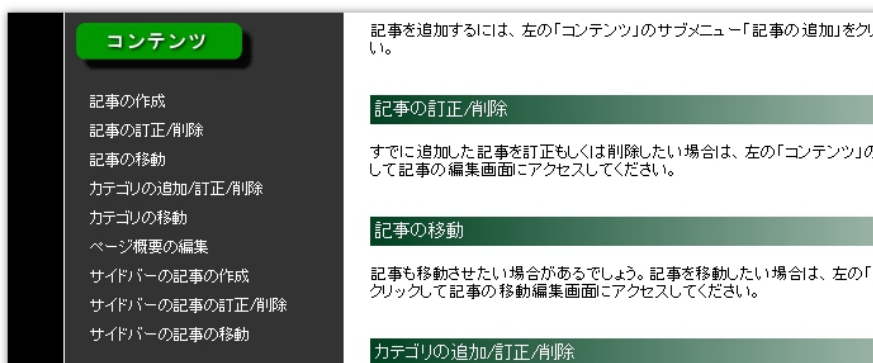 コンテンツ
記事の作成
記事の訂正/削除
記事の移動
カテゴリの追加/訂正/削除
カテゴリの移動
ページ概要の編集
サイドバーの記事の作成
サイドバーの記事の訂正/削除
サイドバーの記事の移動
記事を追加するには、左の「コンテンツ」のサブメニュー「記事の追加」をクリ
い。
記事の訂正/削除
すでに追加した記事を訂正もしくは削除したい場合は、左の「コンテンツ」の
して記事の編集画面にアクセスしてください。
記事の移動
記事も移動させたい場合があるでしょう。記事を移動したい場合は、左の「
クリックして記事の移動編集画面にアクセスしてください。
カテゴリの追加/訂正/削除